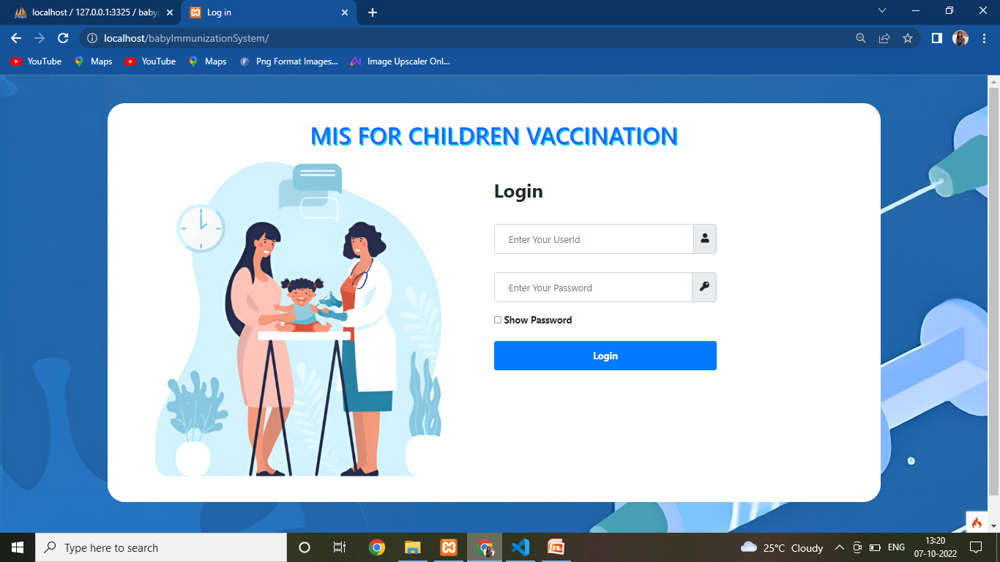 localhost / 127.0.0.1:3325 / babyi
Log in
localhost/babyImmunizationSystem/
YouTube
Maps
YouTube
Maps
Png Format Images...
Image Upscaler Onl...
MIS FOR CHILDREN VACCINATION
Login
Enter Your UserId
Enter Your Password
Show Password
Login
Type here to search
25°C Cloudy
ENG
13:20
07-10-2022